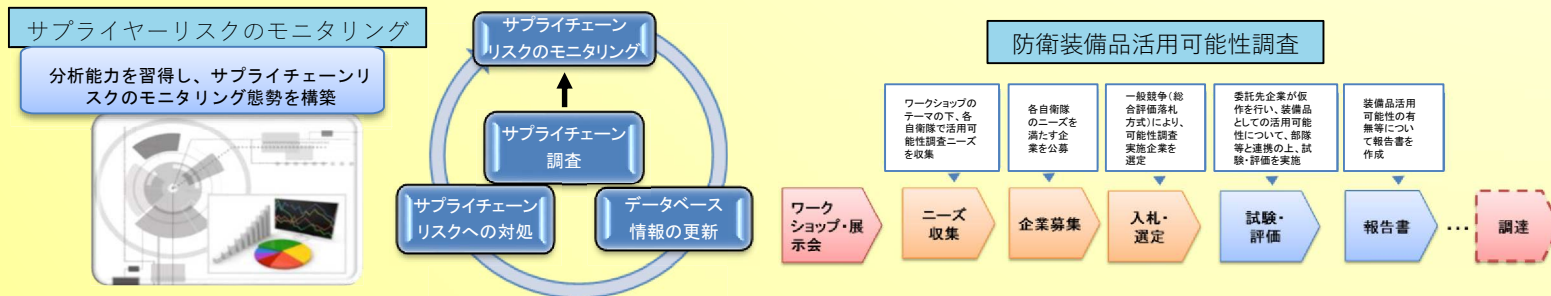 サプライヤーリスクのモニタリング
分析能力を習得し、サプライチェーンリ
スクのモニタリング態勢を構築
サプライチェーン
リスクのモニタリング
サプライチェーン
調査
サプライチェーン
リスクへの対処
データベース
情報の更新
防衛装備品活用可能性調査
ワークショップの
テーマの下、各
自衛隊で活用可
能性調査ニーズ
を収集
各自衛隊
のニーズを
満たす企
業を公募
一般競争(総
合評価落札
方式)により、
可能性調査
実施企業を
選定
委託先企業が仮
作を行い、装備品
としての活用可能
性について、部隊
等と連携の上、試
験・評価を実施
装備品活用
可能性の有
無等につい
て報告書を
作成
ワーク
ショップ・展
示会
ニーズ
収集
企業募集
入札・
選定
試験・
評価
報告書
…
調達